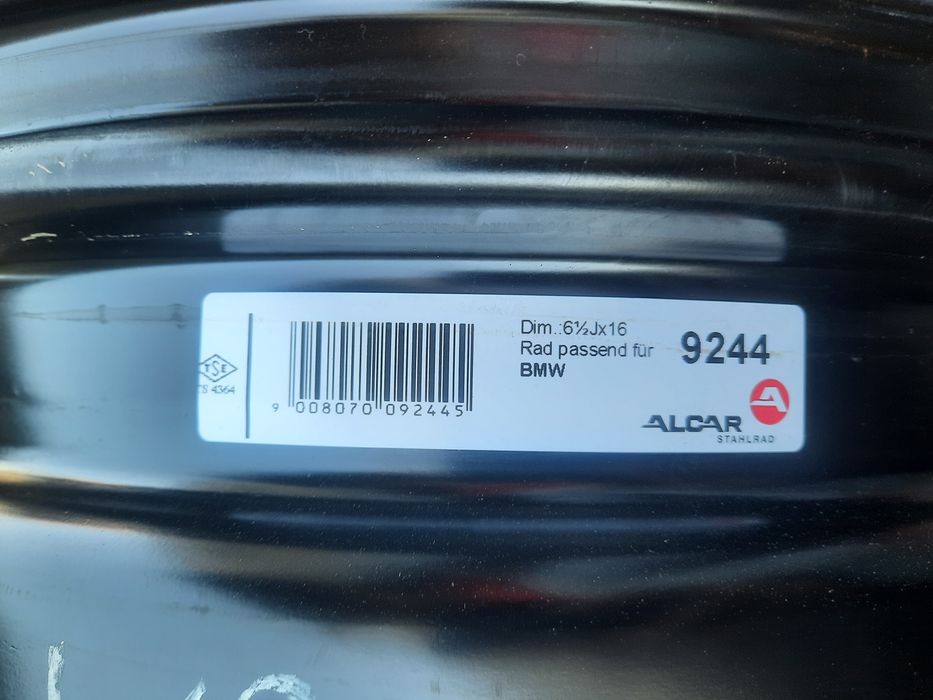 TSE
TS 4364
9 008070 092445
Dim.:6½Jx16
Rad passend für
BMW
9244
ALCAR
STAHLRAD